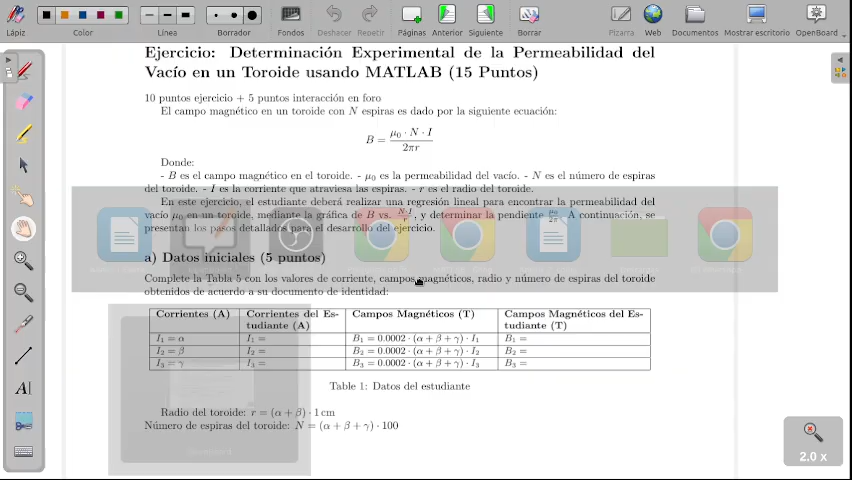 Lápiz
Color
Línea
Borrador
Fondos
Deshacer
Repetir
Páginas
Anterior
Siguiente
Borrar
Pizarra
Web
Documentos
Mostrar escritorio
OpenBoard
Ejercicio: Determinación Experimental de la Permeabilidad del
Vacío en un Toroide usando MATLAB (15 Puntos)
10 puntos ejercicio + 5 puntos interacción en foro
El campo magnético en un toroide con N espiras es dado por la siguiente ecuación:
B = μ₀ · N · I / 2πr
Donde:
- B es el campo magnético en el toroide. - μ₀ es la permeabilidad del vacío. - N es el número de espiras
del toroide. - I es la corriente que atraviesa las espiras. - r es el radio del toroide.
En este ejercicio, el estudiante deberá realizar una regresión lineal para encontrar la permeabilidad del
vacío μ₀ en un toroide, mediante la gráfica de B vs. N·I/r, y determinar la pendiente μ₀/2π. A continuación, se
presentan los pasos detallados para el desarrollo del ejercicio.
a) Datos iniciales (5 puntos)
Complete la Tabla 5 con los valores de corriente, campos magnéticos, radio y número de espiras del toroide
obtenidos de acuerdo a su documento de identidad:
Corrientes (A) Corrientes del Es- Campos Magnéticos (T) Campos Magnéticos del Es-
tudiante (A) tudiante (T)
I₁ = α I₁ = B₁ = 0.0002 · (α + β + γ) · I₁ B₁ =
I₂ = β I₂ = B₂ = 0.0002 · (α + β + γ) · I₂ B₂ =
I₃ = γ I₃ = B₃ = 0.0002 · (α + β + γ) · I₃ B₃ =
Table 1: Datos del estudiante
Radio del toroide: r = (α + β) · 1 cm
Número de espiras del toroide: N = (α + β + γ) · 100
AI
2.0 x